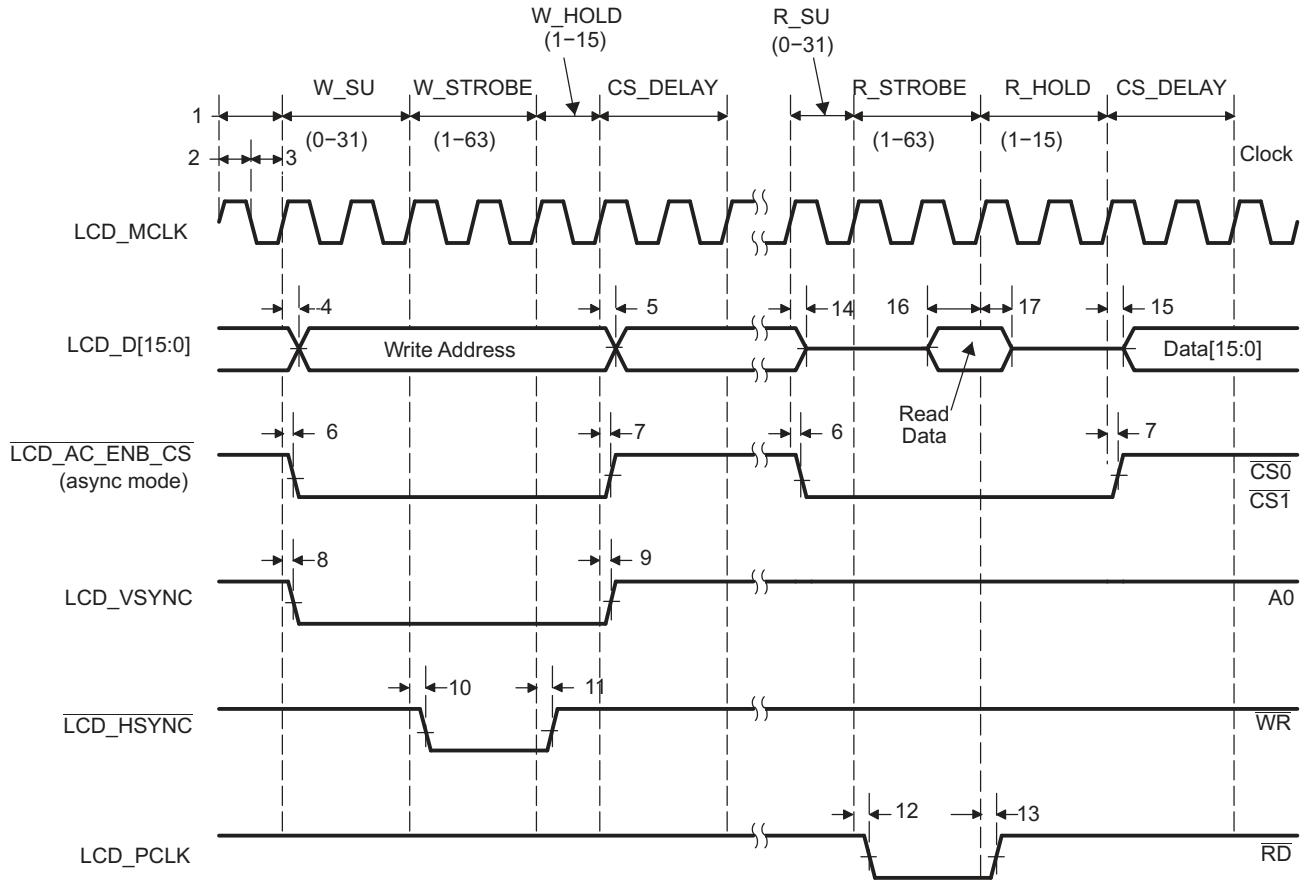 W_HOLD
(1−15)
R_SU
(0−31)
W_SU
W_STROBE
CS_DELAY
R_STROBE
R_HOLD
CS_DELAY
1
(0−31)
(1−63)
(1−63)
(1−15)
2
3
Clock
LCD_MCLK
4
5
14
16
17
15
LCD_D[15:0]
Write Address
Data[15:0]
Read
Data
6
7
6
7
LCD_AC_ENB_CS
(async mode)
CS0
CS1
8
9
LCD_VSYNC
A0
10
11
LCD_HSYNC
WR
12
13
LCD_PCLK
RD